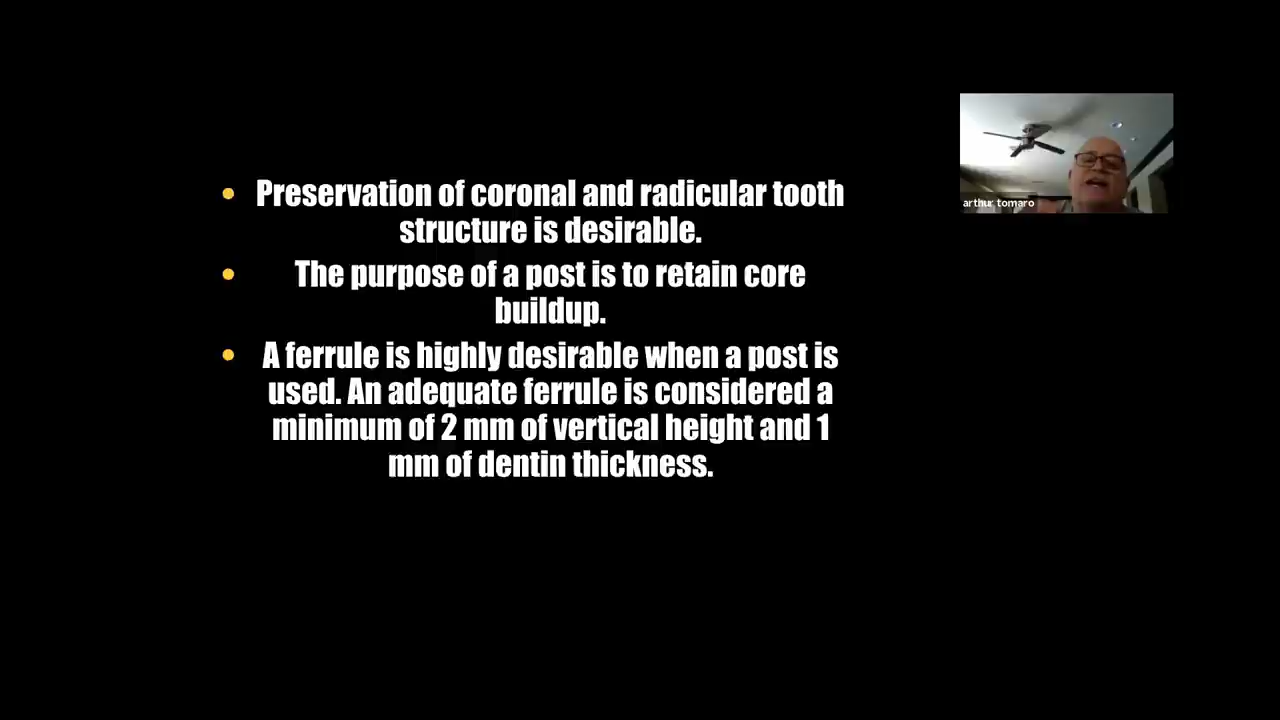 • Preservation of coronal and radicular tooth
structure is desirable.
• The purpose of a post is to retain core
buildup.
• A ferrule is highly desirable when a post is
used. An adequate ferrule is considered a
minimum of 2 mm of vertical height and 1
mm of dentin thickness.
arthur tomaro